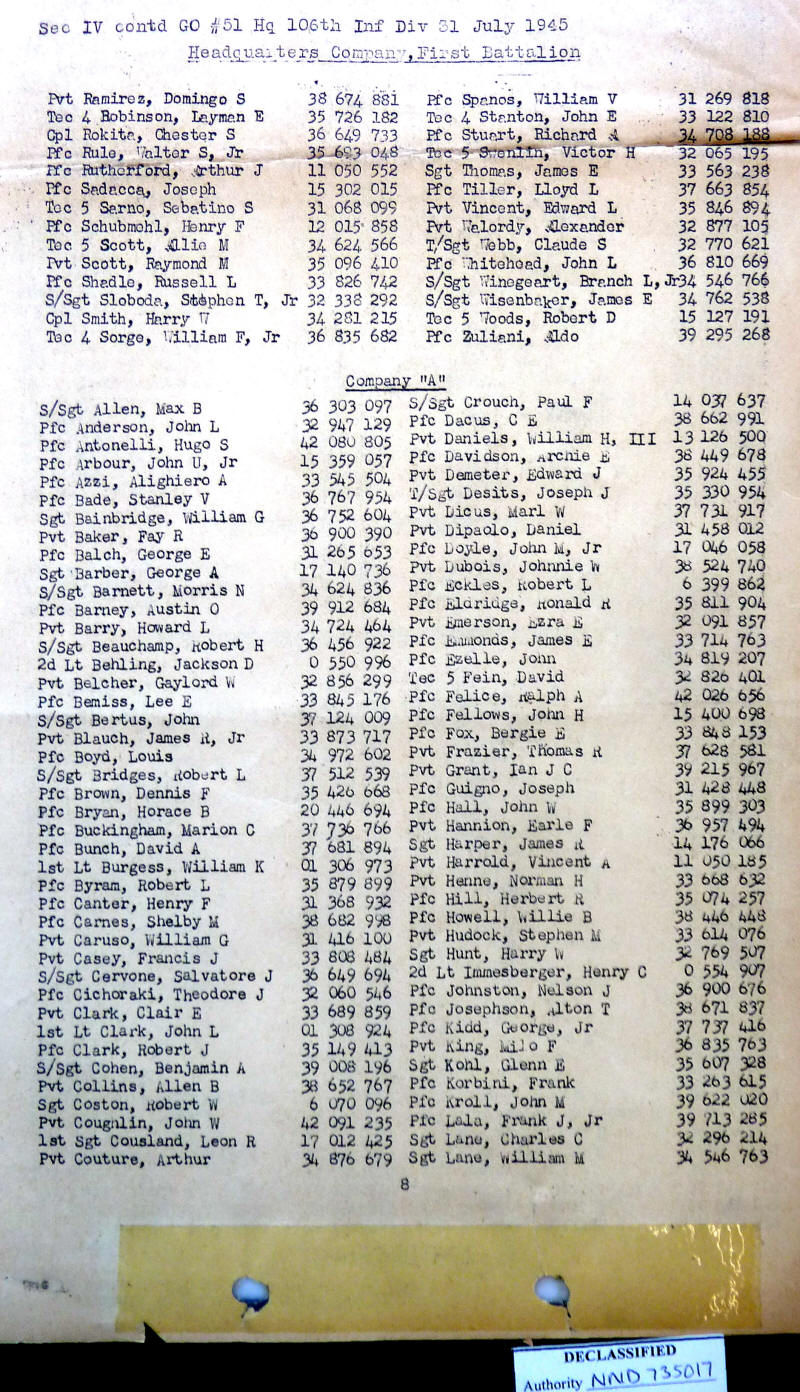 Sec IV contd GO #51 Hq 106th Inf Div 31 July 1945
Headquarters Company, First Battalion
Pvt Ramirez, Domingo S 38 674 881
Tec 4 Robinson, Layman E 35 726 182
Cpl Rokita, Chester S 36 649 733
Pfc Rule, Walter S, Jr 35 693 048
Pfc Rutherford, Arthur J 11 050 552
Pfc Sadacca, Joseph 15 302 015
Tec 5 Sarno, Sebatino S 31 068 099
Pfc Schubmehl, Henry F 12 015 858
Tec 5 Scott, Allie M 34 624 566
Pvt Scott, Raymond M 35 096 410
Pfc Shadle, Russell L 33 826 742
S/Sgt Sloboda, Stephen T, Jr 32 338 292
Cpl Smith, Harry W 34 281 215
Tec 4 Sorge, William F, Jr 36 835 682
Pfc Spanos, William V 31 269 818
Tec 4 Stanton, John E 33 122 810
Pfc Stuart, Richard A 34 708 188
Tec 5 Swenlin, Victor H 32 065 195
Sgt Thomas, James E 33 563 238
Pfc Tiller, Lloyd L 37 663 854
Pvt Vincent, Edward L 35 846 894
Pvt Walordy, Alexander 32 877 105
T/Sgt Webb, Claude S 32 770 621
Pfc Whitehead, John L 36 810 669
S/Sgt Winegeart, Branch L, Jr 34 546 766
S/Sgt Wisenbaker, James E 34 762 538
Tec 5 Woods, Robert D 15 127 191
Pfc Zuliani, Aldo 39 295 268
Company "A"
S/Sgt Allen, Max B 36 303 097
Pfc Anderson, John L 32 947 129
Pfc Antonelli, Hugo S 42 080 805
Pfc Arbour, John U, Jr 15 359 057
Pfc Azzi, Alighiero A 33 545 504
Pfc Bade, Stanley V 36 767 954
Sgt Bainbridge, William G 36 752 604
Pvt Baker, Fay R 36 900 390
Pfc Balch, George E 31 265 653
Sgt Barber, George A 17 140 736
S/Sgt Barnett, Morris N 34 624 836
Pfc Barney, Austin O 39 912 684
Pvt Barry, Howard L 34 724 464
S/Sgt Beauchamp, Robert H 36 456 922
2d Lt Behling, Jackson D 0 550 996
Pvt Belcher, Gaylord W 32 856 299
Pfc Bemiss, Lee E 33 845 176
S/Sgt Bertus, John 37 124 009
Pvt Blauch, James R, Jr 33 873 717
Pfc Boyd, Louis 34 972 602
S/Sgt Bridges, Robert L 37 512 539
Pfc Brown, Dennis F 35 426 668
Pfc Bryan, Horace B 20 446 694
Pfc Buckingham, Marion C 37 736 766
Pfc Bunch, David A 37 681 894
1st Lt Burgess, William K 01 306 973
Pfc Byram, Robert L 35 879 899
Pfc Canter, Henry F 31 368 932
Pfc Carnes, Shelby M 38 682 998
Pvt Caruso, William G 31 416 100
Pvt Casey, Francis J 33 808 484
S/Sgt Cervone, Salvatore J 36 649 694
Pfc Cichoraki, Theodore J 32 060 546
Pvt Clark, Clair E 33 689 859
1st Lt Clark, John L 01 308 924
Pfc Clark, Robert J 35 149 413
S/Sgt Cohen, Benjamin A 39 008 196
Pvt Collins, Allen B 38 652 767
Sgt Coston, Robert W 6 070 096
Pvt Coughlin, John W 42 091 235
1st Sgt Cousland, Leon R 17 012 425
Pvt Couture, Arthur 34 876 679
S/Sgt Crouch, Paul F 14 037 637
Pfc Dacus, C E 38 662 991
Pvt Daniels, William H, III 13 126 500
Pfc Davidson, Archie E 38 449 678
Pvt Demeter, Edward J 35 924 455
T/Sgt Desits, Joseph J 35 330 954
Pvt Dicus, Marl W 37 731 917
Pvt Dipaolo, Daniel 31 458 012
Pfc Doyle, John M, Jr 17 046 058
Pvt Dubois, Johnnie W 38 524 740
Pfc Eckles, Robert L 6 399 862
Pfc Eldridge, Ronald R 35 811 904
Pvt Emerson, Ezra E 32 091 857
Pfc Emmonds, James E 33 714 763
Pfc Ezelle, John 34 819 207
Tec 5 Fein, David 32 826 401
Pfc Felice, Ralph A 42 026 656
Pfc Fellows, John H 15 400 698
Pfc Fox, Bergie E 33 848 153
Pvt Frazier, Thomas R 37 628 581
Pvt Grant, Ian J C 39 215 967
Pfc Guigno, Joseph 31 428 448
Pfc Hall, John W 35 899 303
Pvt Hannion, Earle F 36 957 494
Sgt Harper, James R 14 176 066
Pvt Harrold, Vincent A 11 050 185
Pvt Henne, Norman H 33 668 632
Pfc Hill, Herbert R 35 074 257
Pfc Howell, Willie B 38 446 448
Pvt Hudock, Stephen M 33 614 076
Sgt Hunt, Harry W 32 769 507
2d Lt Immesberger, Henry C 0 554 907
Pfc Johnston, Nelson J 36 900 676
Pfc Josephson, Alton T 38 671 837
Pfc Kidd, George, Jr 37 737 416
Pvt King, Milo F 36 835 763
Sgt Kohl, Glenn E 35 607 328
Pfc Korbini, Frank 33 263 615
Pfc Kroll, John M 39 622 020
Pfc Lala, Frank J, Jr 39 713 285
Sgt Lane, Charles C 32 296 214
Sgt Lane, William M 34 546 763
8
DECLASSIFIED
Authority NND 735017